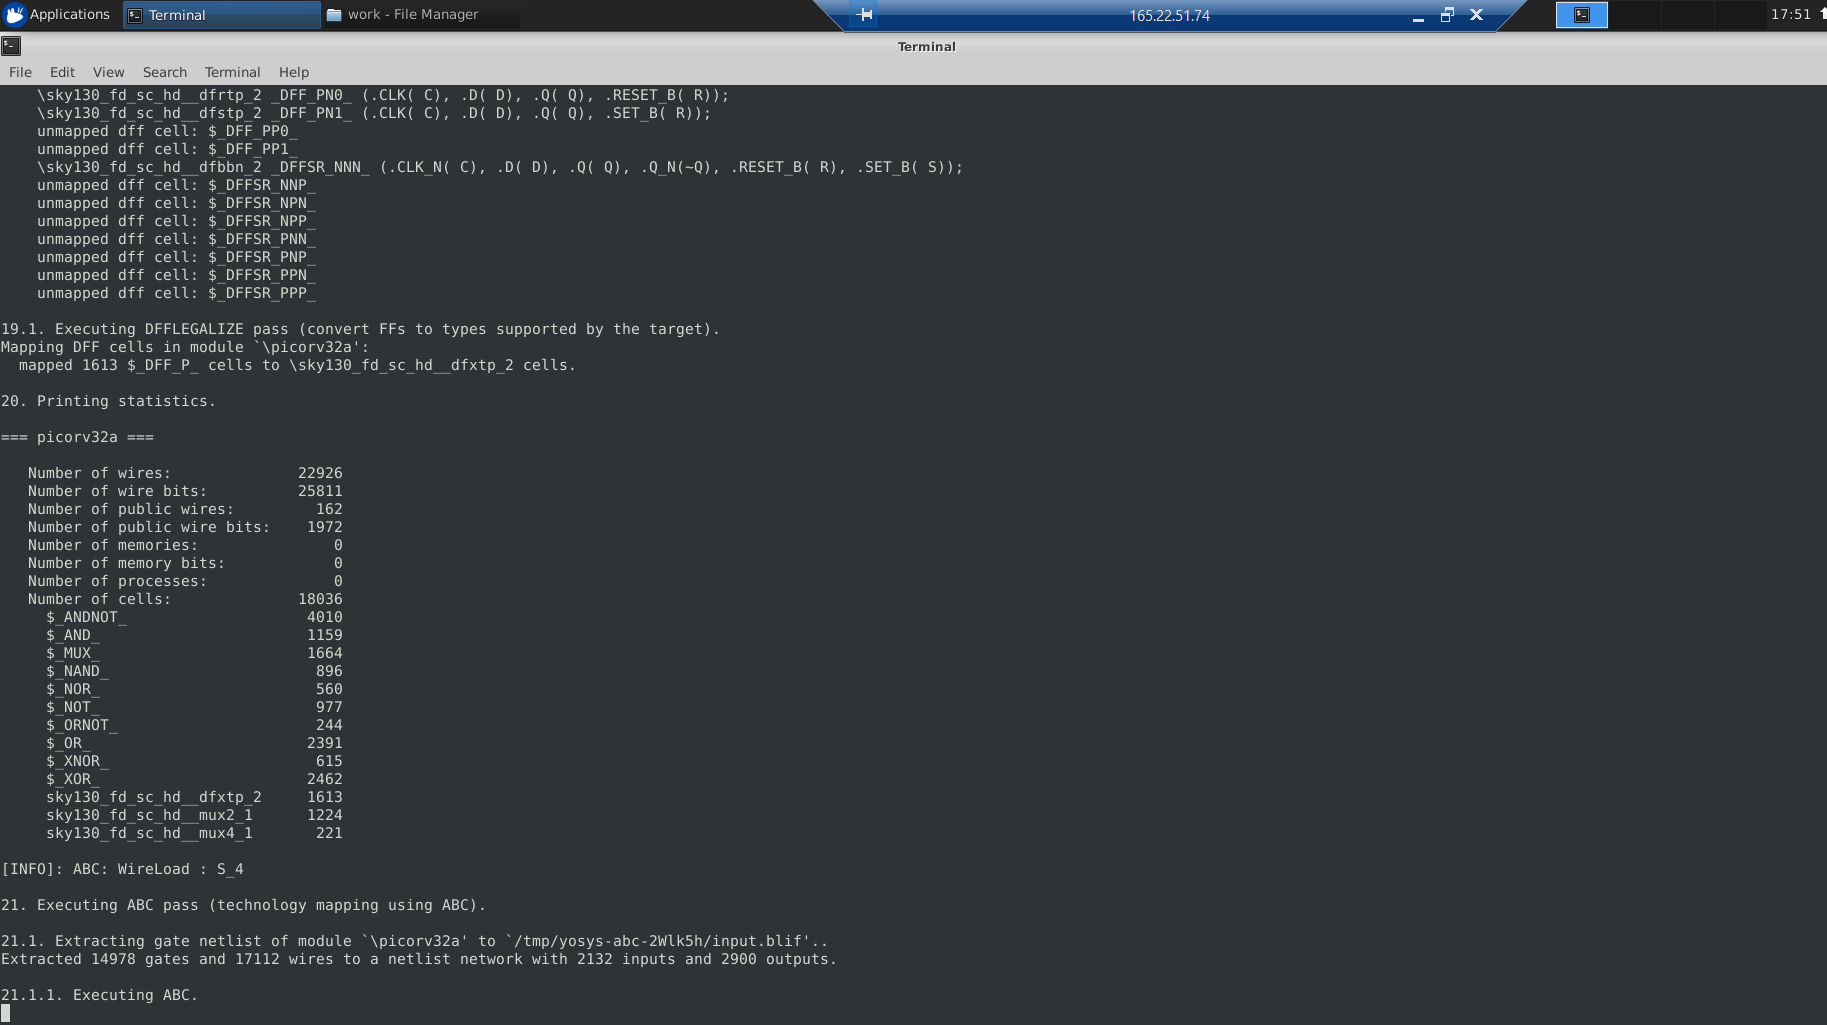 Applications
Terminal
work - File Manager
165.22.51.74
17:51
Terminal
File Edit View Search Terminal Help
\sky130_fd_sc_hd__dfrtp_2 _DFF_PN0_ (.CLK( C), .D( D), .Q( Q), .RESET_B( R));
\sky130_fd_sc_hd__dfstp_2 _DFF_PN1_ (.CLK( C), .D( D), .Q( Q), .SET_B( R));
unmapped dff cell: $_DFF_PP0_
unmapped dff cell: $_DFF_PP1_
\sky130_fd_sc_hd__dfbbn_2 _DFFSR_NNN_ (.CLK_N( C), .D( D), .Q( Q), .Q_N(~Q), .RESET_B( R), .SET_B( S));
unmapped dff cell: $_DFFSR_NNP_
unmapped dff cell: $_DFFSR_NPN_
unmapped dff cell: $_DFFSR_NPP_
unmapped dff cell: $_DFFSR_PNN_
unmapped dff cell: $_DFFSR_PNP_
unmapped dff cell: $_DFFSR_PPN_
unmapped dff cell: $_DFFSR_PPP_
19.1. Executing DFFLEGALIZE pass (convert FFs to types supported by the target).
Mapping DFF cells in module `\picorv32a':
mapped 1613 $_DFF_P_ cells to \sky130_fd_sc_hd__dfxtp_2 cells.
20. Printing statistics.
=== picorv32a ===
Number of wires: 22926
Number of wire bits: 25811
Number of public wires: 162
Number of public wire bits: 1972
Number of memories: 0
Number of memory bits: 0
Number of processes: 0
Number of cells: 18036
$_ANDNOT_ 4010
$_AND_ 1159
$_MUX_ 1664
$_NAND_ 896
$_NOR_ 560
$_NOT_ 977
$_ORNOT_ 244
$_OR_ 2391
$_XNOR_ 615
$_XOR_ 2462
sky130_fd_sc_hd__dfxtp_2 1613
sky130_fd_sc_hd__mux2_1 1224
sky130_fd_sc_hd__mux4_1 221
[INFO]: ABC: WireLoad : S_4
21. Executing ABC pass (technology mapping using ABC).
21.1. Extracting gate netlist of module `\picorv32a' to `/tmp/yosys-abc-2Wlk5h/input.blif'..
Extracted 14978 gates and 17112 wires to a netlist network with 2132 inputs and 2900 outputs.
21.1.1. Executing ABC.